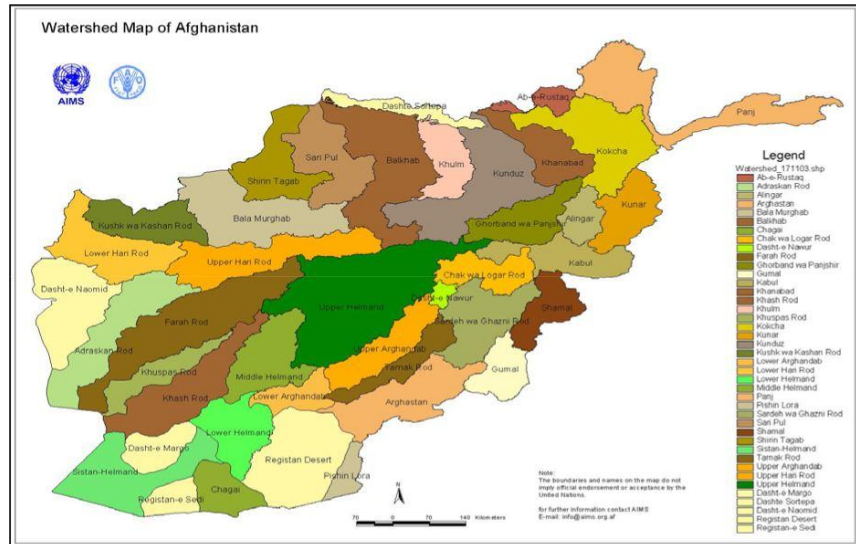 Watershed Map of Afghanistan
AIMS
FAO
Dashte Sortepa
Ab-e-Rustaq
Panj
Sari Pul
Balkhab
Khulm
Khanabad
Kokcha
Shirin Tagab
Kunduz
Kunar
Bala Murghab
Ghorband wa Panjshir
Alingar
Kushk wa Kashan Rod
Lower Hari Rod
Upper Hari Rod
Kabul
Chak wa Logar Rod
Dasht-e Naomid
Upper Helmand
Dasht-e Nawur
Shamal
Farah Rod
Sardeh wa Ghazni Rod
Adraskan Rod
Upper Arghandab
Khuspas Rod
Middle Helmand
Tarnak Rod
Gumal
Khash Rod
Lower Arghandab
Arghastan
Lower Helmand
Dasht-e Margo
Sistan-Helmand
Registan Desert
Pishin Lora
Chagai
Registan-e Sedi
N
70 0 70 140 Kilometers
Note:
The boundaries and names on the map do not
imply official endorsement or acceptance by the
United Nations.
for further information contact AIMS
E-mail: info@aims.org.af
Legend
Watershed_171103.shp
Ab-e-Rustaq
Adraskan Rod
Alingar
Arghastan
Bala Murghab
Balkhab
Chagai
Chak wa Logar Rod
Dasht-e Nawur
Farah Rod
Ghorband wa Panjshir
Gumal
Kabul
Khanabad
Khash Rod
Khulm
Khuspas Rod
Kokcha
Kunar
Kunduz
Kushk wa Kashan Rod
Lower Arghandab
Lower Hari Rod
Lower Helmand
Middle Helmand
Panj
Pishin Lora
Sardeh wa Ghazni Rod
Sari Pul
Shamal
Shirin Tagab
Sistan-Helmand
Tarnak Rod
Upper Arghandab
Upper Hari Rod
Upper Helmand
Dasht-e Margo
Dashte Sortepa
Dasht-e Naomid
Registan Desert
Registan-e Sedi